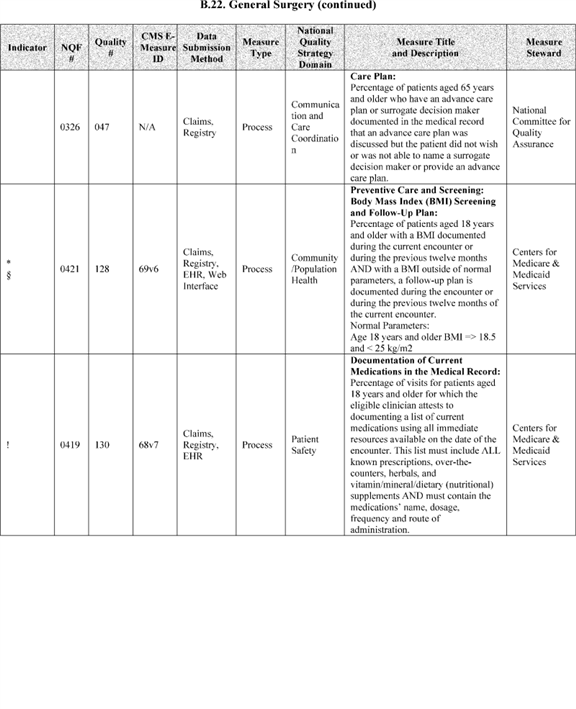 B.22. General Surgery (continued)
Indicator
NQF
#
Quality
#
CMS E-
Measure
ID
Data
Submission
Method
Measure
Type
National
Quality
Strategy
Domain
Measure Title
and Description
Measure
Steward
0326
047
N/A
Claims,
Registry
Process
Communica
tion and
Care
Coordinatio
n
Care Plan:
Percentage of patients aged 65 years
and older who have an advance care
plan or surrogate decision maker
documented in the medical record
that an advance care plan was
discussed but the patient did not wish
or was not able to name a surrogate
decision maker or provide an advance
care plan.
National
Committee for
Quality
Assurance
*
§
0421
128
69v6
Claims,
Registry,
EHR, Web
Interface
Process
Community
/Population
Health
Preventive Care and Screening:
Body Mass Index (BMI) Screening
and Follow-Up Plan:
Percentage of patients aged 18 years
and older with a BMI documented
during the current encounter or
during the previous twelve months
AND with a BMI outside of normal
parameters, a follow-up plan is
documented during the encounter or
during the previous twelve months of
the current encounter.
Normal Parameters:
Age 18 years and older BMI => 18.5
and < 25 kg/m2
Centers for
Medicare &
Medicaid
Services
!
0419
130
68v7
Claims,
Registry,
EHR
Process
Patient
Safety
Documentation of Current
Medications in the Medical Record:
Percentage of visits for patients aged
18 years and older for which the
eligible clinician attests to
documenting a list of current
medications using all immediate
resources available on the date of the
encounter. This list must include ALL
known prescriptions, over-the-
counters, herbals, and
vitamin/mineral/dietary (nutritional)
supplements AND must contain the
medications' name, dosage,
frequency and route of
administration.
Centers for
Medicare &
Medicaid
Services